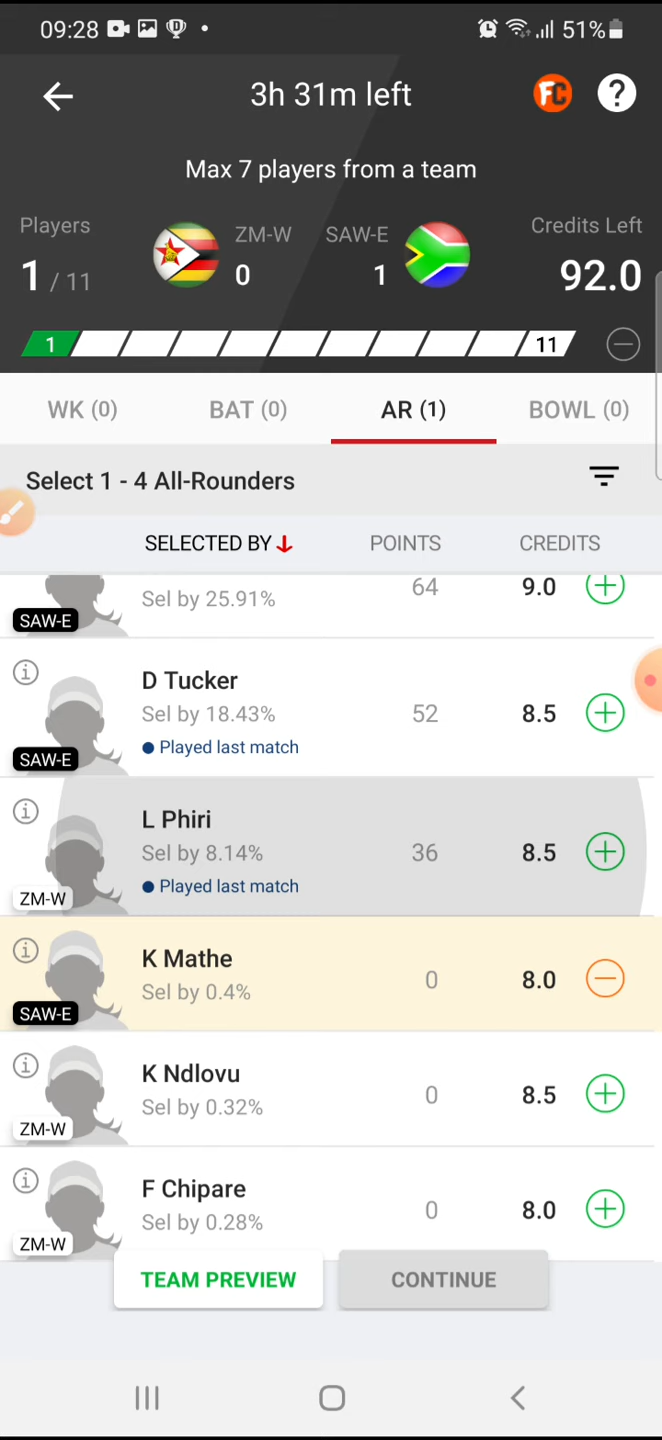 09:28 51%
3h 31m left FC ?
Max 7 players from a team
Players ZM-W SAW-E Credits Left
1 / 11 0 1 92.0
1 11
WK (0) BAT (0) AR (1) BOWL (0)
Select 1 - 4 All-Rounders
SELECTED BY POINTS CREDITS
Sel by 25.91% 64 9.0
SAW-E
D Tucker
Sel by 18.43% 52 8.5
Played last match
SAW-E
L Phiri
Sel by 8.14% 36 8.5
Played last match
ZM-W
K Mathe
Sel by 0.4% 0 8.0
SAW-E
K Ndlovu
Sel by 0.32% 0 8.5
ZM-W
F Chipare
Sel by 0.28% 0 8.0
ZM-W
TEAM PREVIEW CONTINUE